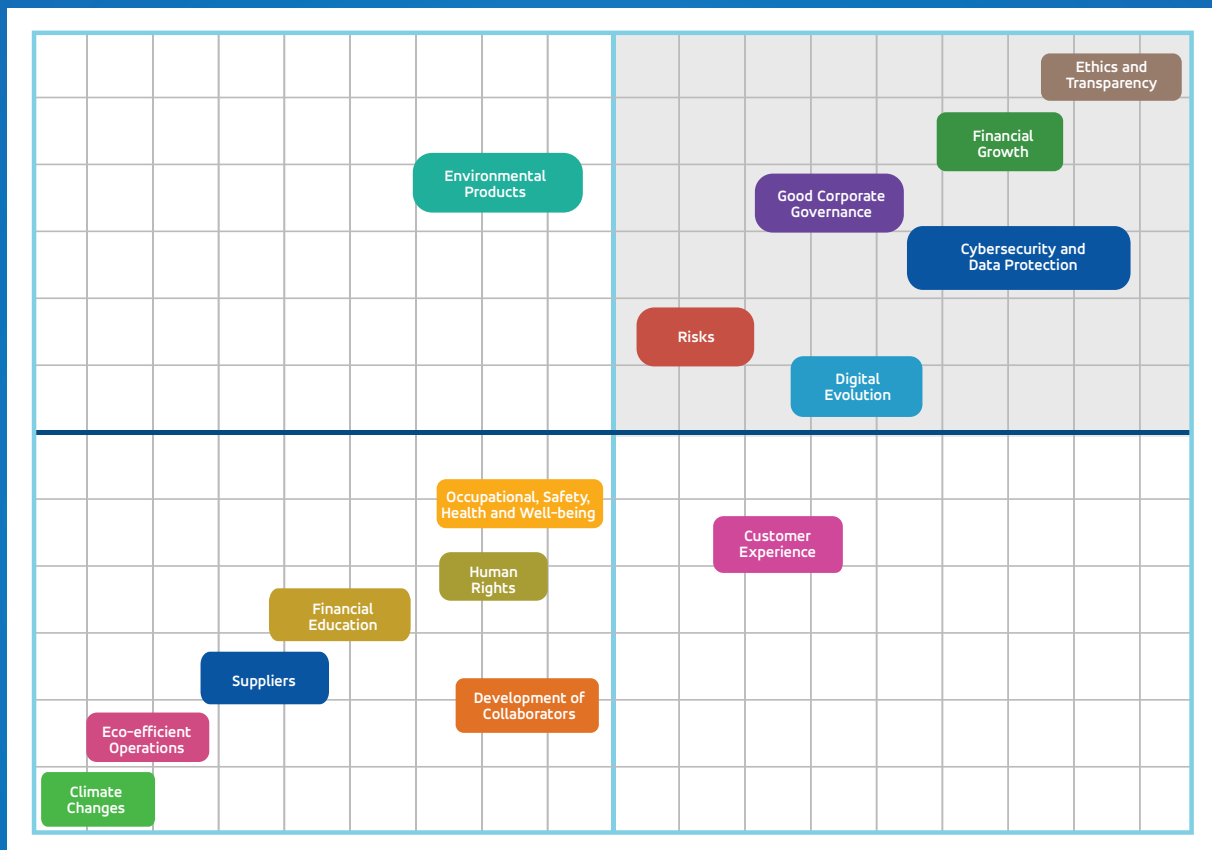 Ethics and
Transparency
Financial
Growth
Environmental
Products
Good Corporate
Governance
Cybersecurity and
Data Protection
Risks
Digital
Evolution
Occupational, Safety,
Health and Well-being
Customer
Experience
Human
Rights
Financial
Education
Suppliers
Development of
Collaborators
Eco-efficient
Operations
Climate
Changes